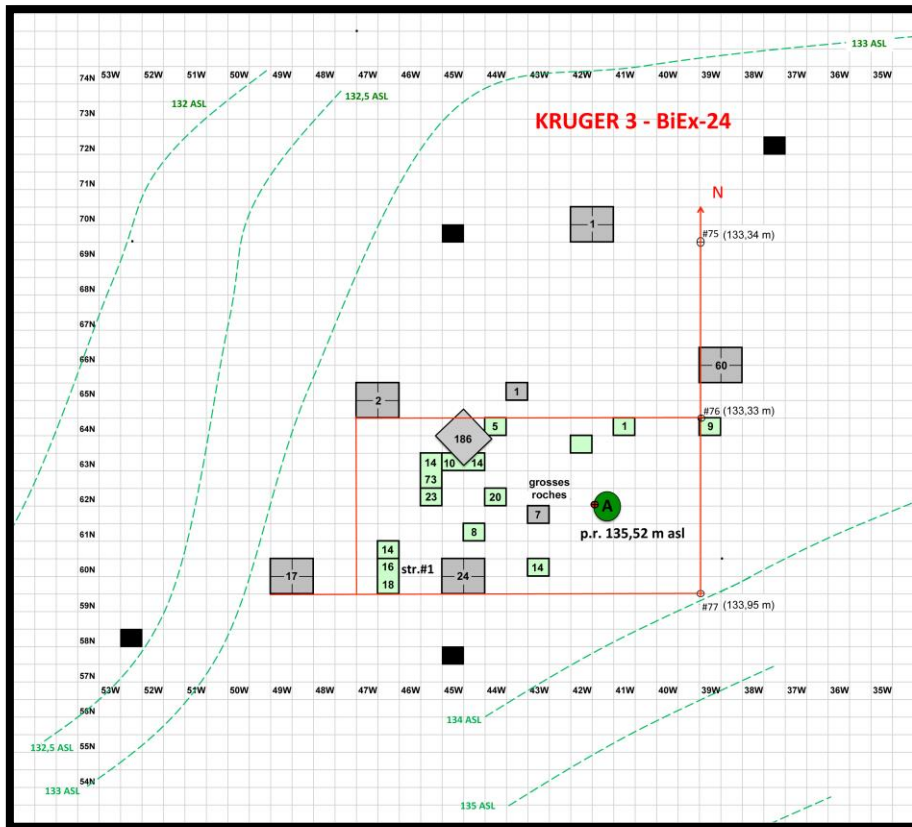 133 ASL
74N 53W 52W 51W 50W 49W 48W 47W 46W 45W 44W 43W 42W 41W 40W 39W 38W 37W 36W 35W
132 ASL
132,5 ASL
73N
KRUGER 3 - BiEx-24
72N
71N
70N
N
1
#75 (133,34 m)
69N
68N
67N
66N
60
65N
2
1
#76 (133,33 m)
64N
5
1
9
186
63N
14
10
14
73
grosses
roches
62N
23
20
7
A
p.r. 135,52 m asl
61N
8
14
60N
17
16
str.#1
24
14
18
59N
#77 (133,95 m)
58N
57N
53W 52W 51W 50W 49W 48W 47W 46W 45W 44W 43W 42W 41W 40W 39W 38W 37W 36W 35W
56N
134 ASL
55N
132,5 ASL
54N
133 ASL
135 ASL